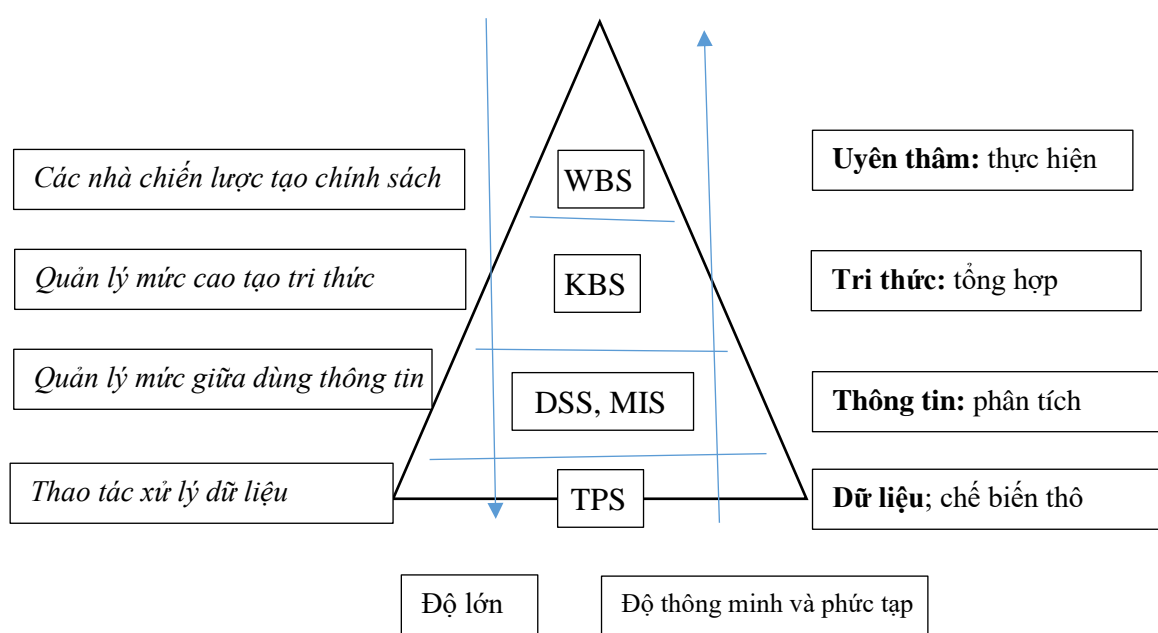 Các nhà chiến lược tạo chính sách
WBS
Uyên thâm: thực hiện
Quản lý mức cao tạo tri thức
KBS
Tri thức: tổng hợp
Quản lý mức giữa dùng thông tin
DSS, MIS
Thông tin: phân tích
Thao tác xử lý dữ liệu
TPS
Dữ liệu; chế biến thô
Độ lớn
Độ thông minh và phức tạp